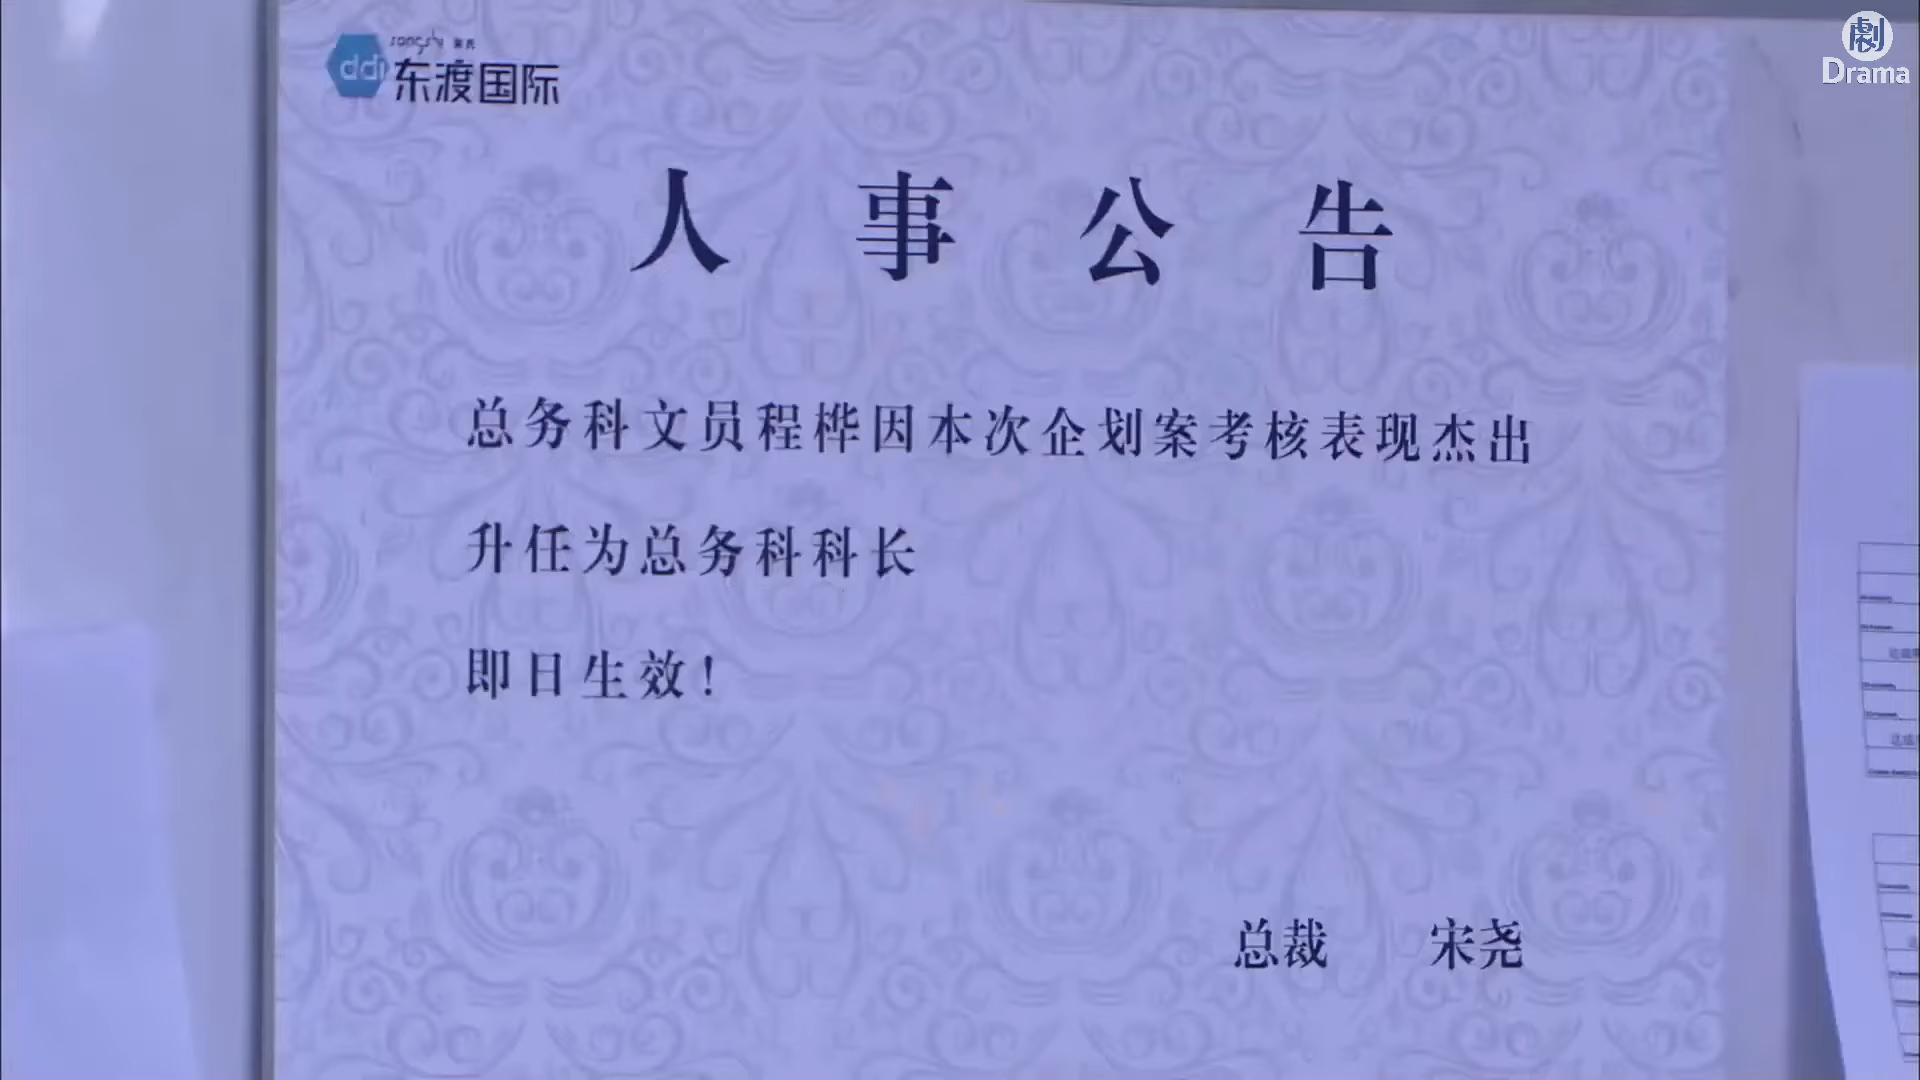 劇
Drama
songshi 宋氏
ddi 东渡国际
人事公告
总务科文员程桦因本次企划案考核表现杰出
升任为总务科科长
即日生效！
总裁 宋尧